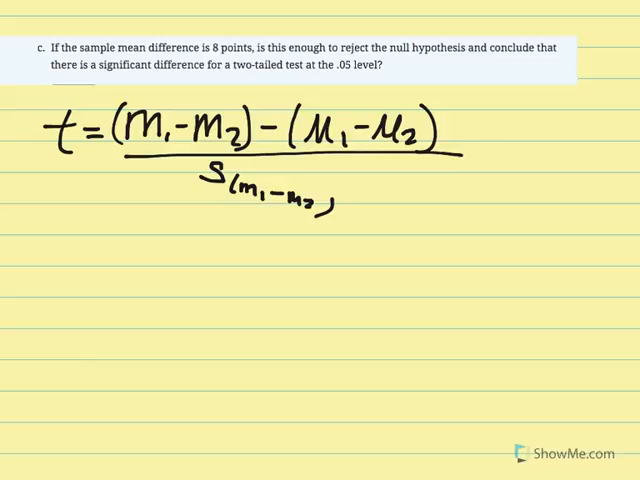 c. If the sample mean difference is 8 points, is this enough to reject the null hypothesis and conclude that
there is a significant difference for a two-tailed test at the .05 level?
t = (m₁ - m₂) - (μ₁ - μ₂)
S(m₁ - m₂)
ShowMe.com